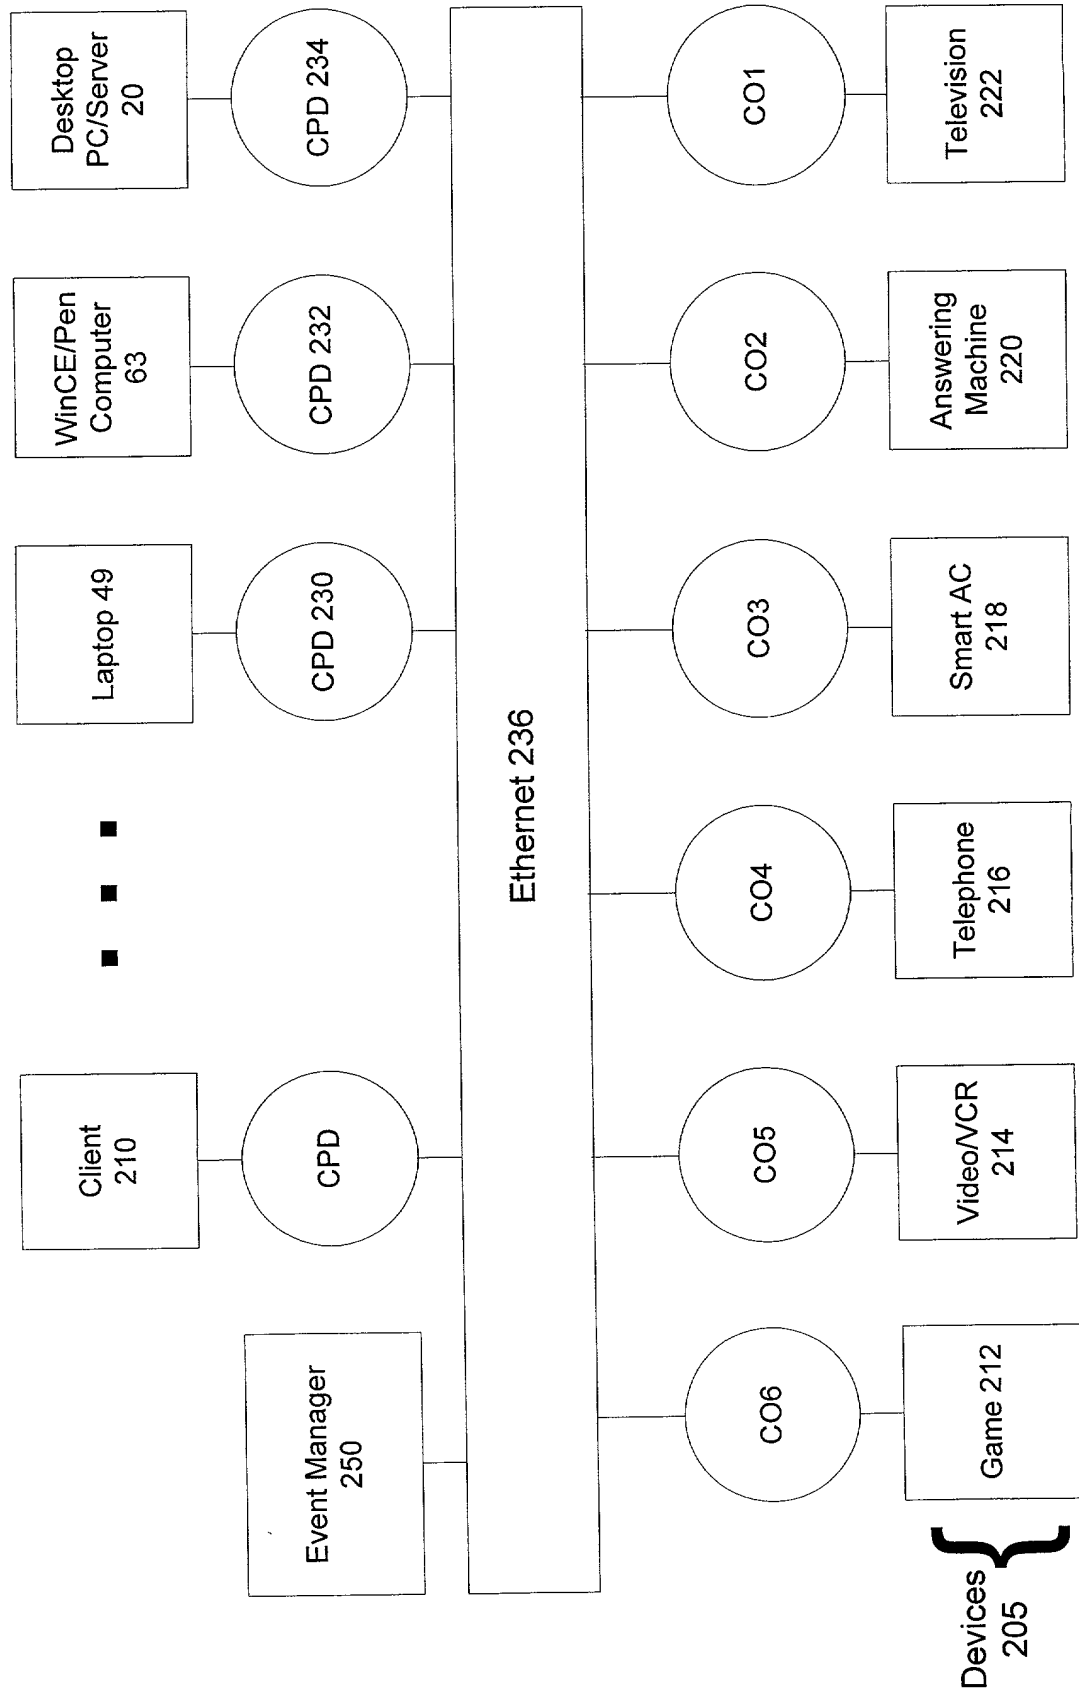 Client
210
Laptop 49
WinCE/Pen
Computer
63
Desktop
PC/Server
20
Event Manager
250
CPD
CPD 230
CPD 232
CPD 234
Ethernet 236
CO6
CO5
CO4
CO3
CO2
CO1
Devices
205
Game 212
Video/VCR
214
Telephone
216
Smart AC
218
Answering
Machine
220
Television
222